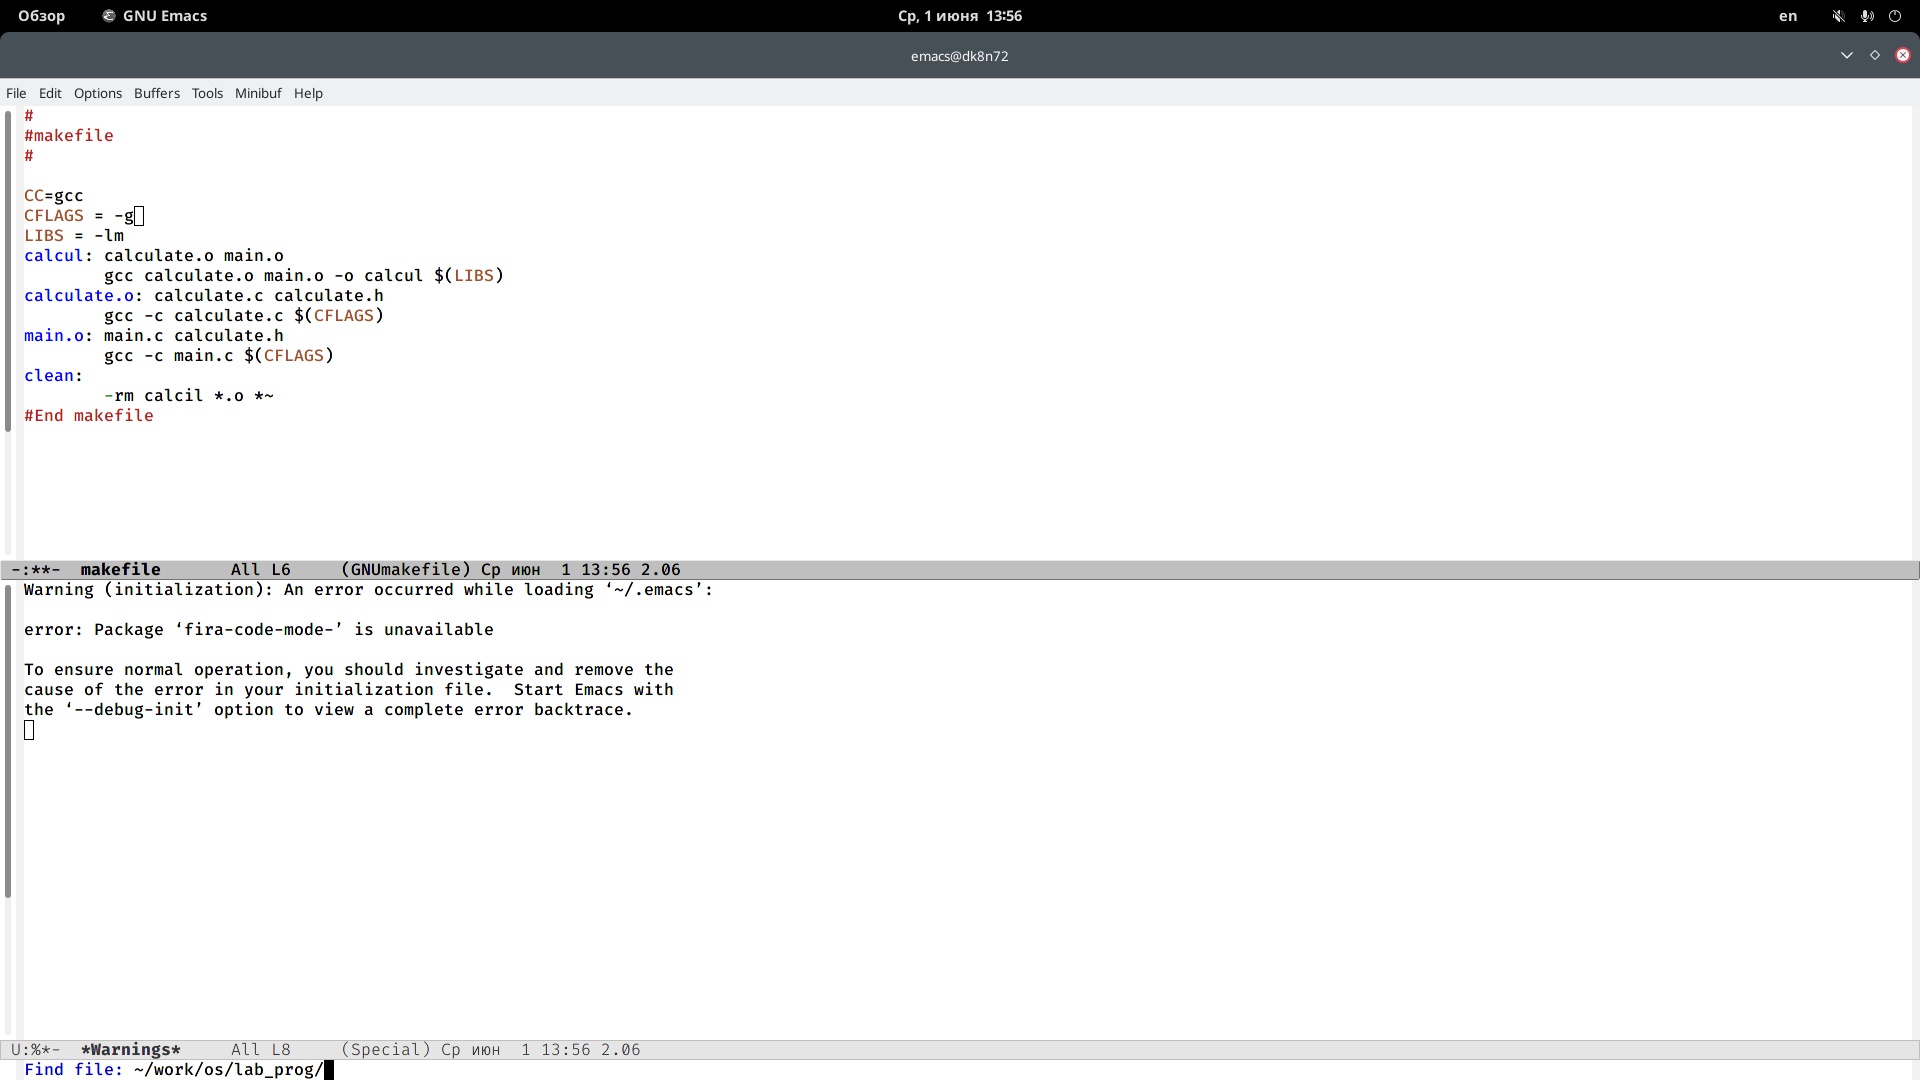 Обзор GNU Emacs Ср, 1 июня 13:56 en
emacs@dk8n72
File Edit Options Buffers Tools Minibuf Help
#
#makefile
#
CC=gcc
CFLAGS = -g
LIBS = -lm
calcul: calculate.o main.o
gcc calculate.o main.o -o calcul $(LIBS)
calculate.o: calculate.c calculate.h
gcc -c calculate.c $(CFLAGS)
main.o: main.c calculate.h
gcc -c main.c $(CFLAGS)
clean:
-rm calcil *.o *~
#End makefile
-:**- makefile All L6 (GNUmakefile) Ср июн 1 13:56 2.06
Warning (initialization): An error occurred while loading ‘~/.emacs’:
error: Package ‘fira-code-mode-’ is unavailable
To ensure normal operation, you should investigate and remove the
cause of the error in your initialization file. Start Emacs with
the ‘--debug-init’ option to view a complete error backtrace.
U:%*- *Warnings* All L8 (Special) Ср июн 1 13:56 2.06
Find file: ~/work/os/lab_prog/